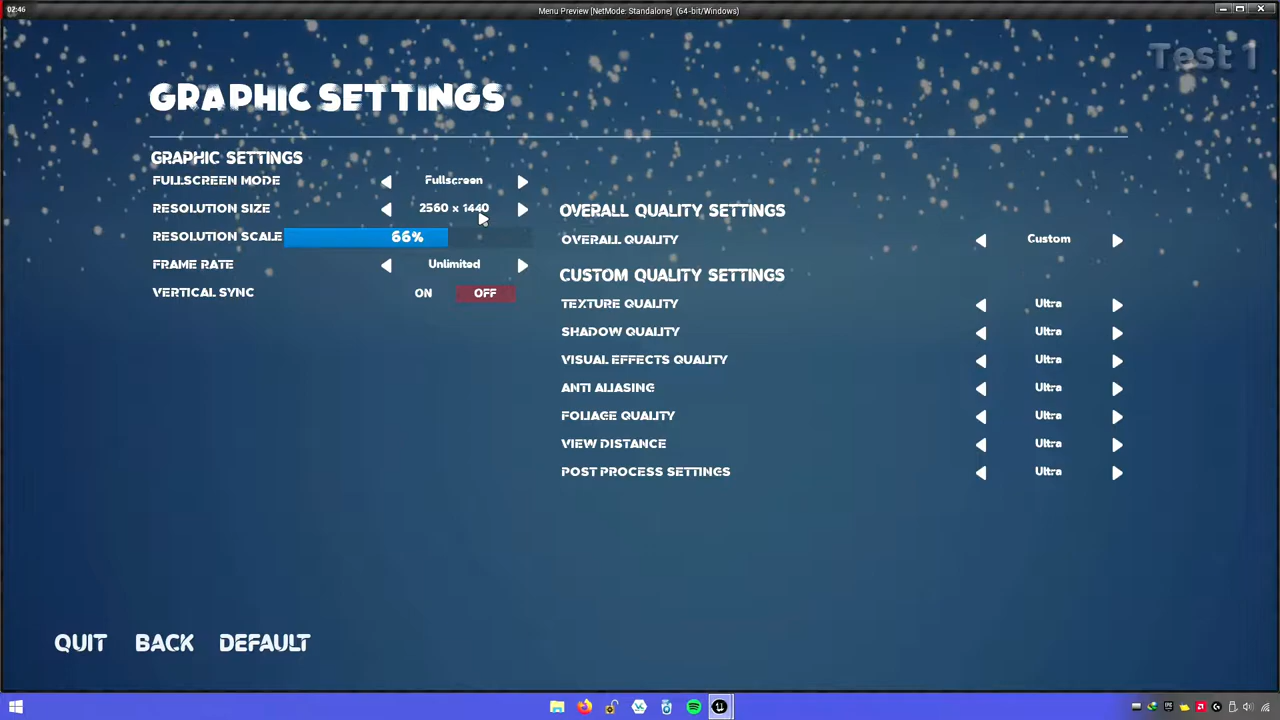 02:46
Menu Preview [NetMode: Standalone] (64-bit/Windows)
Test 1
GRAPHIC SETTINGS
GRAPHIC SETTINGS
FULLSCREEN MODE Fullscreen
RESOLUTION SIZE 2560 x 1440
RESOLUTION SCALE 66%
FRAME RATE Unlimited
VERTICAL SYNC ON OFF
OVERALL QUALITY SETTINGS
OVERALL QUALITY Custom
CUSTOM QUALITY SETTINGS
TEXTURE QUALITY Ultra
SHADOW QUALITY Ultra
VISUAL EFFECTS QUALITY Ultra
ANTI ALIASING Ultra
FOLIAGE QUALITY Ultra
VIEW DISTANCE Ultra
POST PROCESS SETTINGS Ultra
QUIT BACK DEFAULT